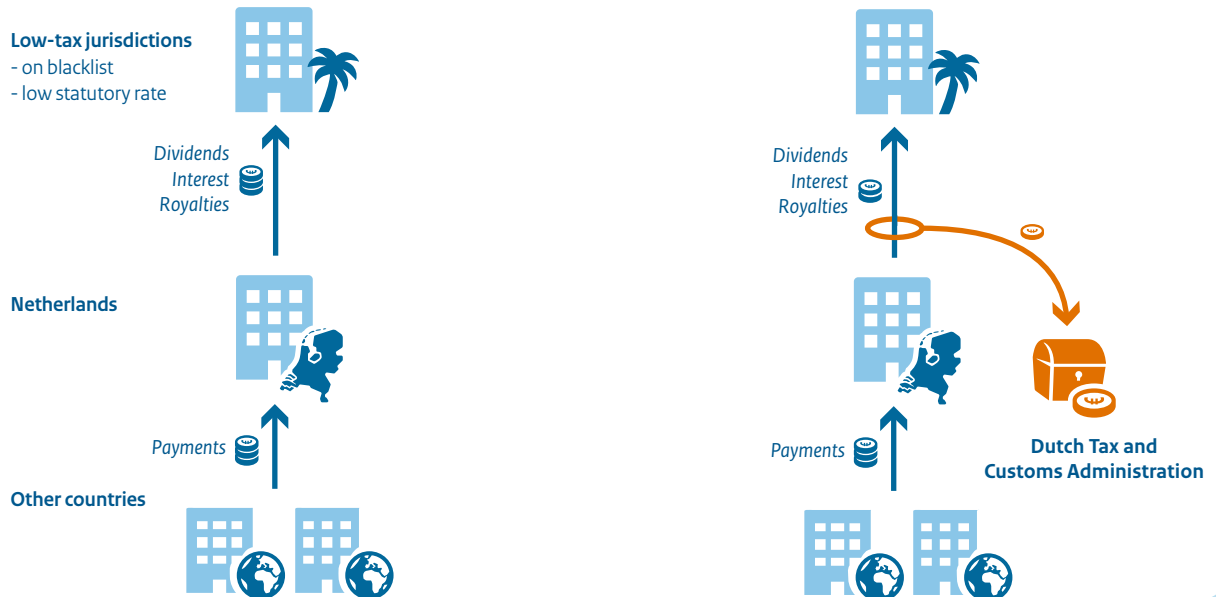 Low-tax jurisdictions
- on blacklist
- low statutory rate
Dividends
Interest
Royalties
Dividends
Interest
Royalties
Netherlands
Payments
Payments
Dutch Tax and
Customs Administration
Other countries